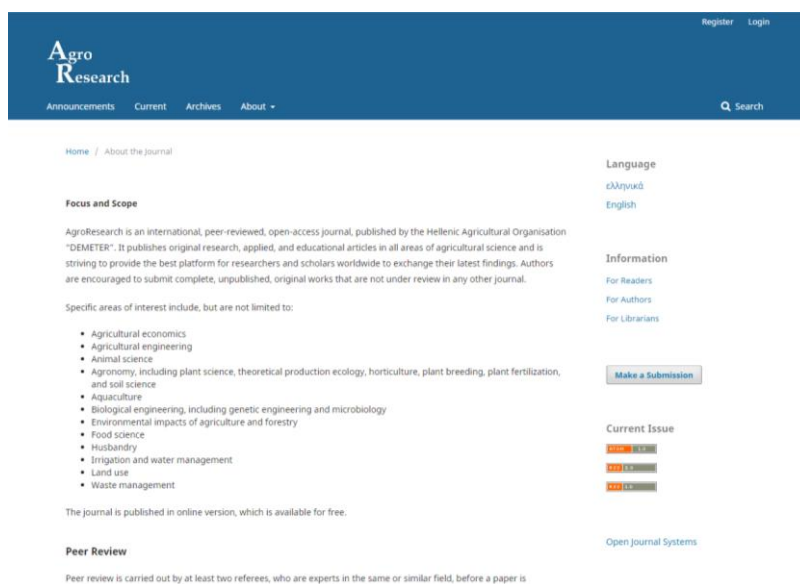 Register Login
Agro
Research
Announcements Current Archives About
Search
Home / About the Journal
Focus and Scope
AgroResearch is an international, peer-reviewed, open-access journal, published by the Hellenic Agricultural Organisation
"DEMETER". It publishes original research, applied, and educational articles in all areas of agricultural science and is
striving to provide the best platform for researchers and scholars worldwide to exchange their latest findings. Authors
are encouraged to submit complete, unpublished, original works that are not under review in any other journal.
Specific areas of interest include, but are not limited to:
Agricultural economics
Agricultural engineering
Animal science
Agronomy, including plant science, theoretical production ecology, horticulture, plant breeding, plant fertilization,
and soil science
Aquaculture
Biological engineering, including genetic engineering and microbiology
Environmental impacts of agriculture and forestry
Food science
Husbandry
Irrigation and water management
Land use
Waste management
The journal is published in online version, which is available for free.
Peer Review
Peer review is carried out by at least two referees, who are experts in the same or similar field, before a paper is
Language
ελληνικά
English
Information
For Readers
For Authors
For Librarians
Make a Submission
Current Issue
ATOM 1.0
RSS 2.0
RSS 1.0
Open Journal Systems